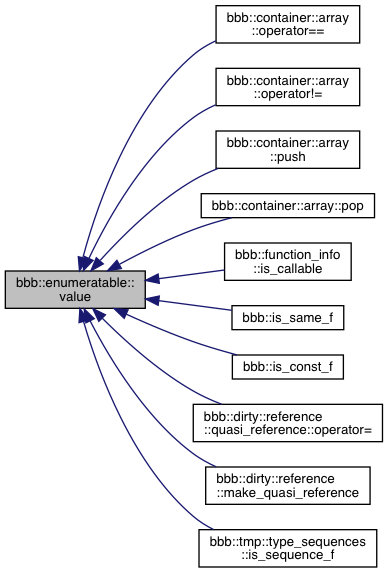 bbb::container::array
::operator==
bbb::container::array
::operator!=
bbb::container::array
::push
bbb::container::array::pop
bbb::function_info
::is_callable
bbb::enumeratable::
value
bbb::is_same_f
bbb::is_const_f
bbb::dirty::reference
::quasi_reference::operator=
bbb::dirty::reference
::make_quasi_reference
bbb::tmp::type_sequences
::is_sequence_f